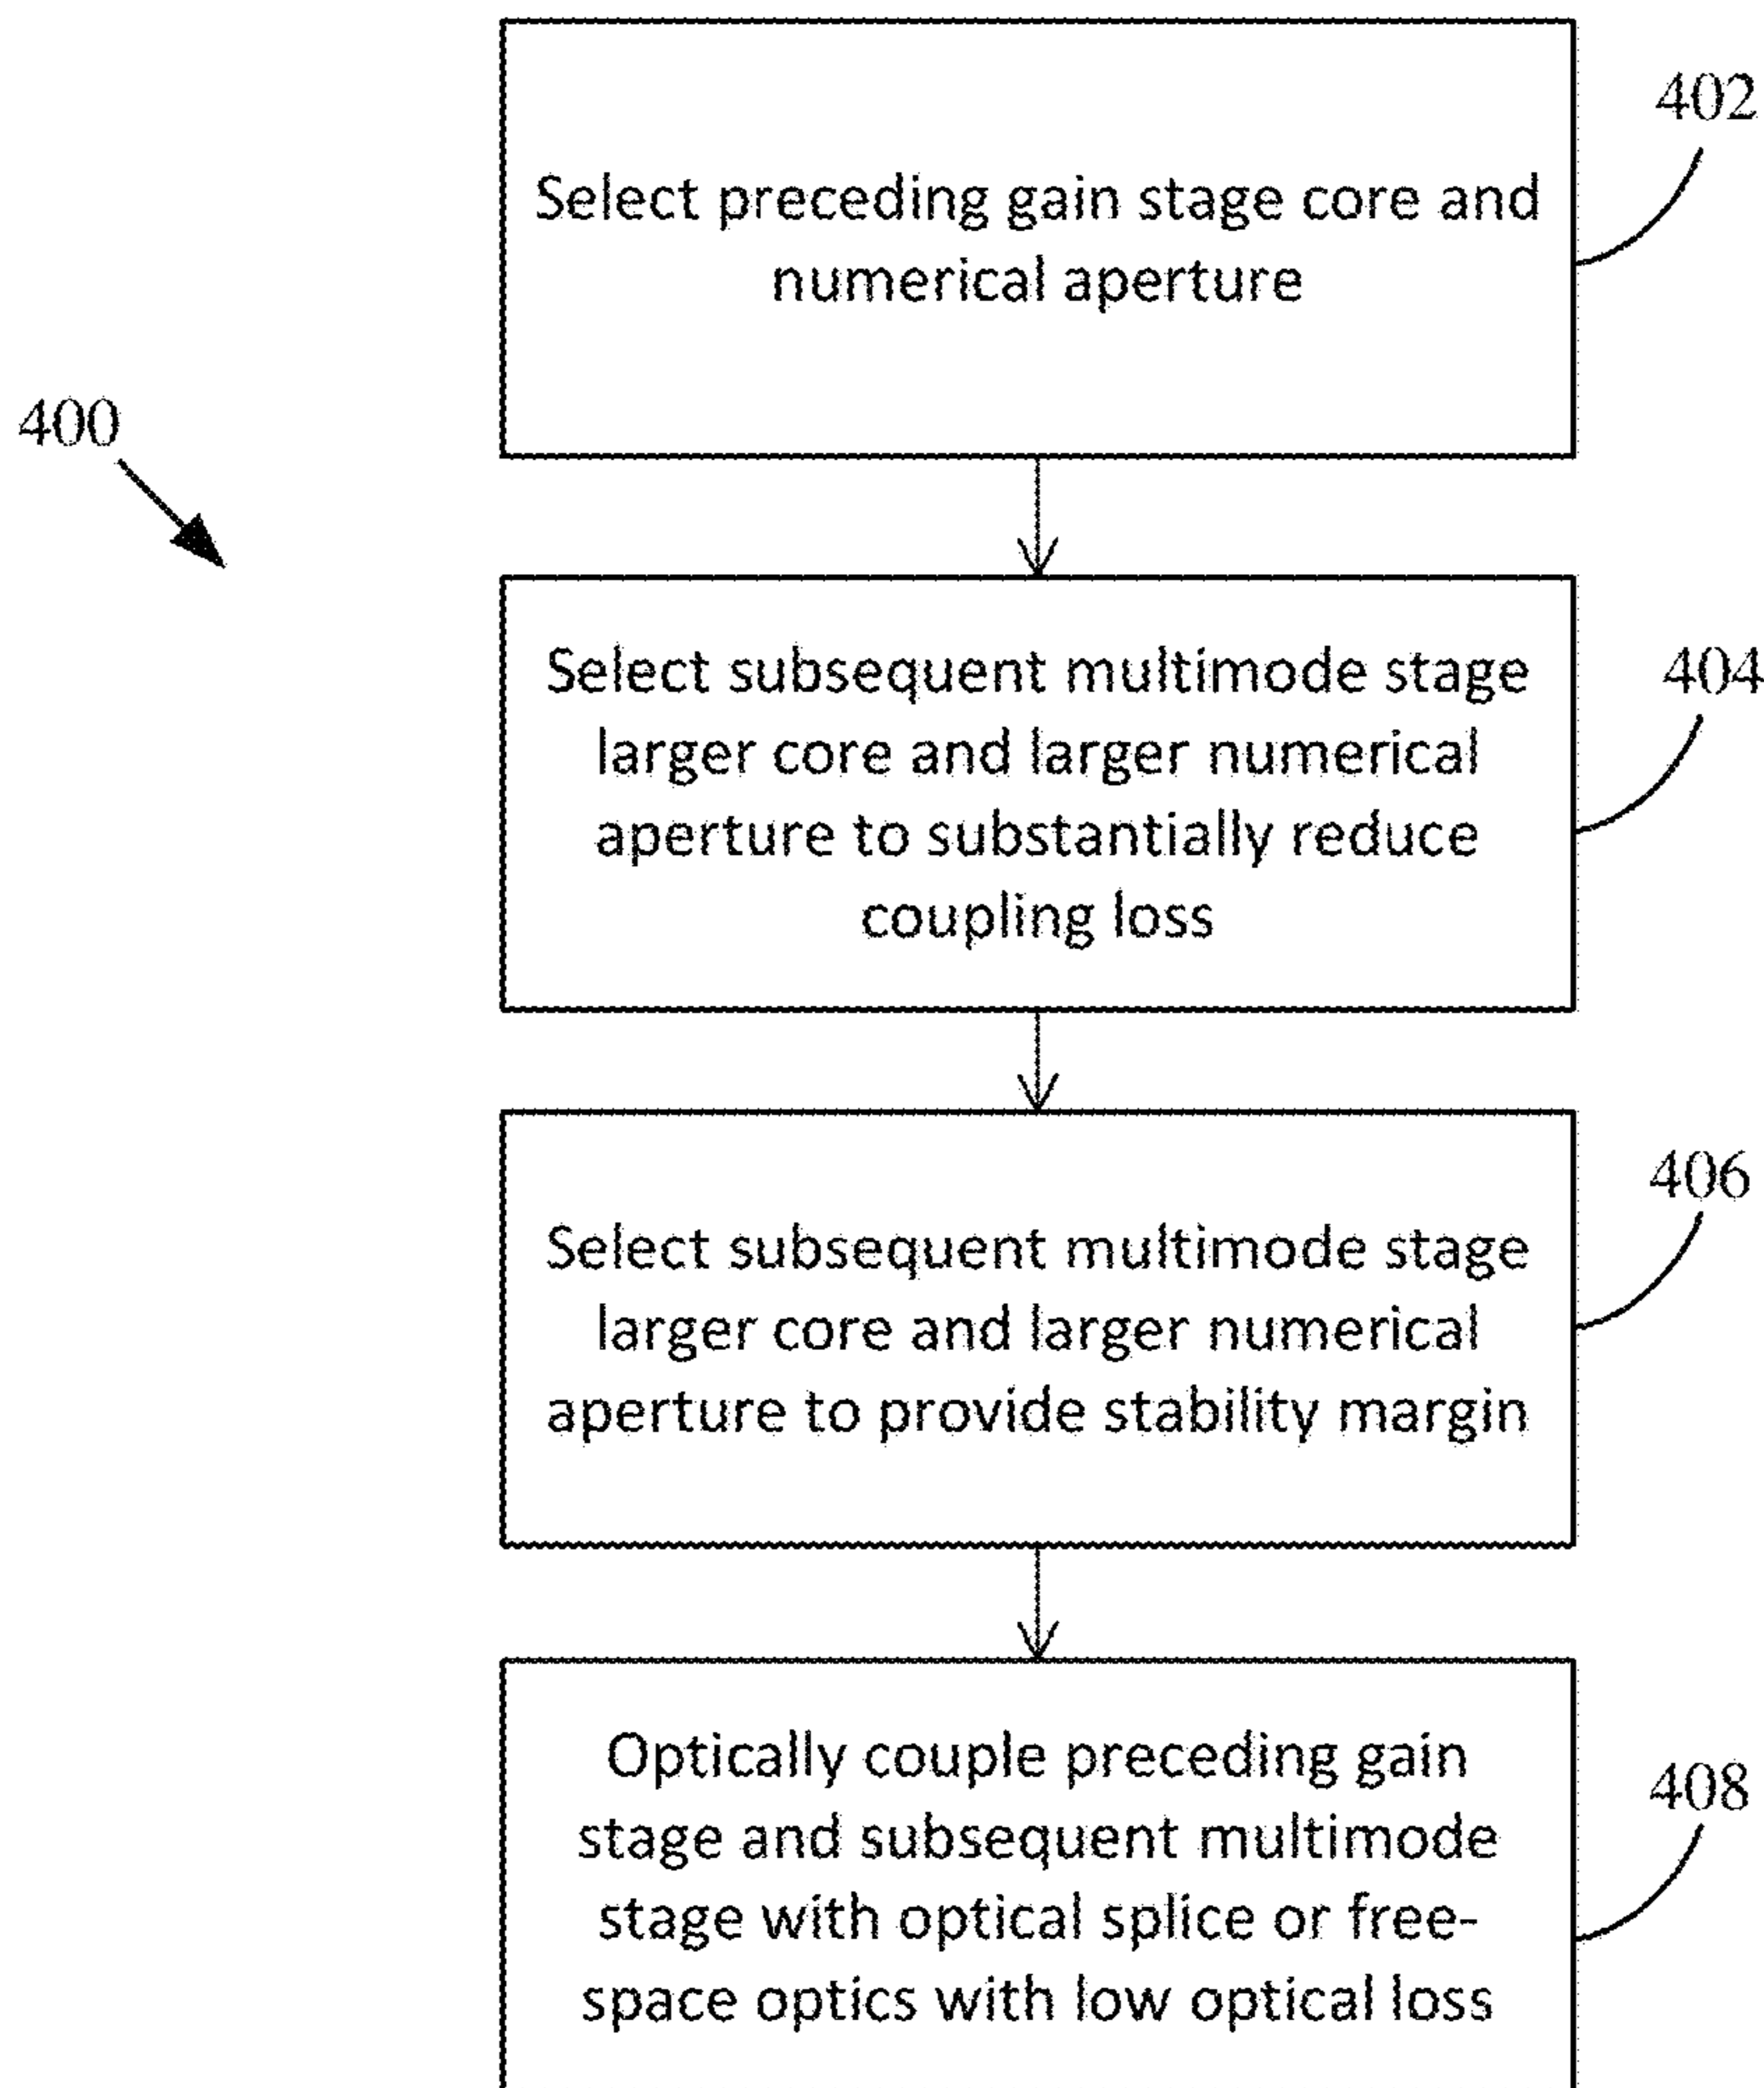 402
Select preceding gain stage core and
numerical aperture
400
404
Select subsequent multimode stage
larger core and larger numerical
aperture to substantially reduce
coupling loss
406
Select subsequent multimode stage
larger core and larger numerical
aperture to provide stability margin
408
Optically couple preceding gain
stage and subsequent multimode
stage with optical splice or free-
space optics with low optical loss